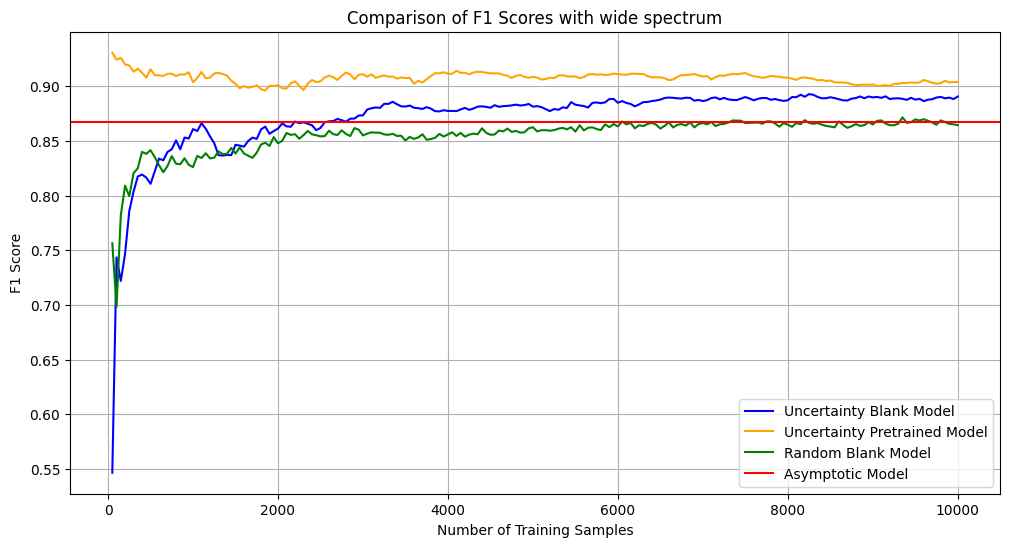 Comparison of F1 Scores with wide spectrum
F1 Score
0.90
0.85
0.80
0.75
0.70
0.65
0.60
0.55
0
2000
4000
6000
8000
10000
Number of Training Samples
Uncertainty Blank Model
Uncertainty Pretrained Model
Random Blank Model
Asymptotic Model